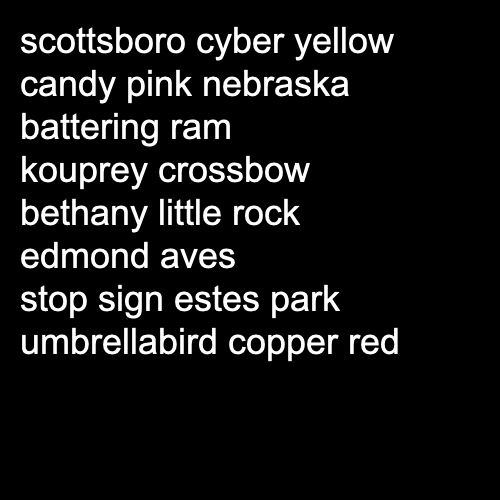 scottsboro cyber yellow
candy pink nebraska
battering ram
kouprey crossbow
bethany little rock
edmond aves
stop sign estes park
umbrellabird copper red